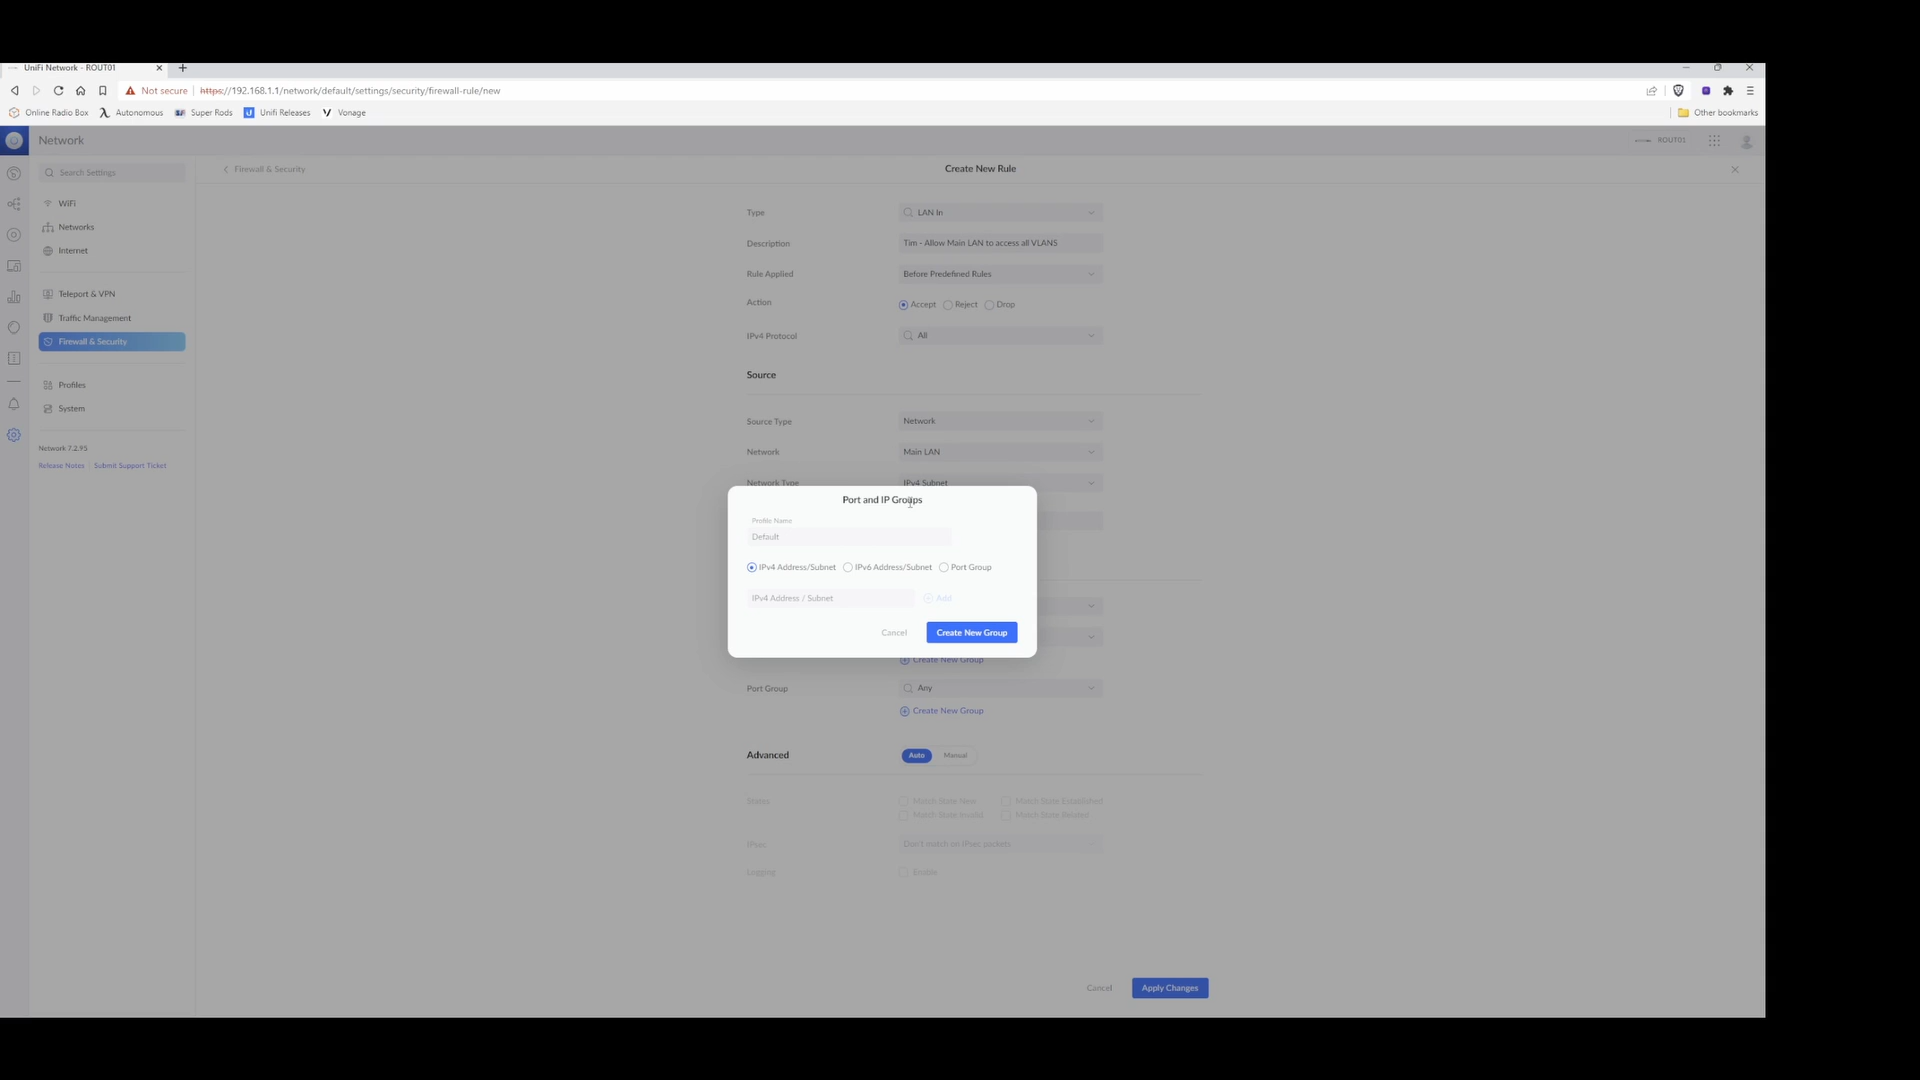 UniFi Network - ROUT01
Not secure https://192.168.1.1/network/default/settings/security/firewall-rule/new
Online Radio Box Autonomous Super Rods Unifi Releases Vonage Other bookmarks
Network ROUT01
Search Settings
WiFi
Networks
Internet
Teleport & VPN
Traffic Management
Firewall & Security
Profiles
System
Network 7.2.95
Release Notes Submit Support Ticket
Firewall & Security Create New Rule
Type LAN In
Description Tim - Allow Main LAN to access all VLANS
Rule Applied Before Predefined Rules
Action Accept Reject Drop
IPv4 Protocol All
Source
Source Type Network
Network Main LAN
Network Type IPv4 Subnet
Port and IP Groups
Profile Name
Default
IPv4 Address/Subnet IPv6 Address/Subnet Port Group
IPv4 Address / Subnet Add
Cancel Create New Group
Create New Group
Port Group Any
Create New Group
Advanced Auto Manual
States Match State New Match State Established
Match State Invalid Match State Related
IPsec Don't match on IPsec packets
Logging Enable
Cancel Apply Changes